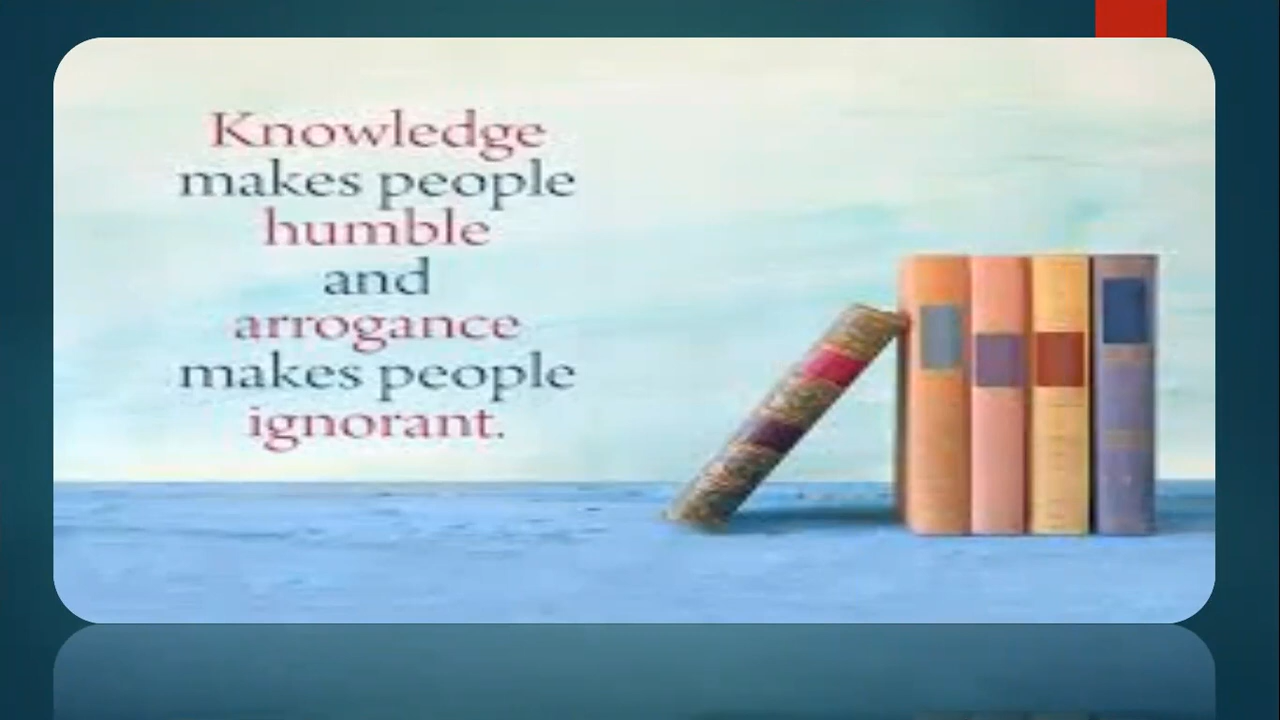 Knowledge
makes people
humble
and
arrogance
makes people
ignorant.